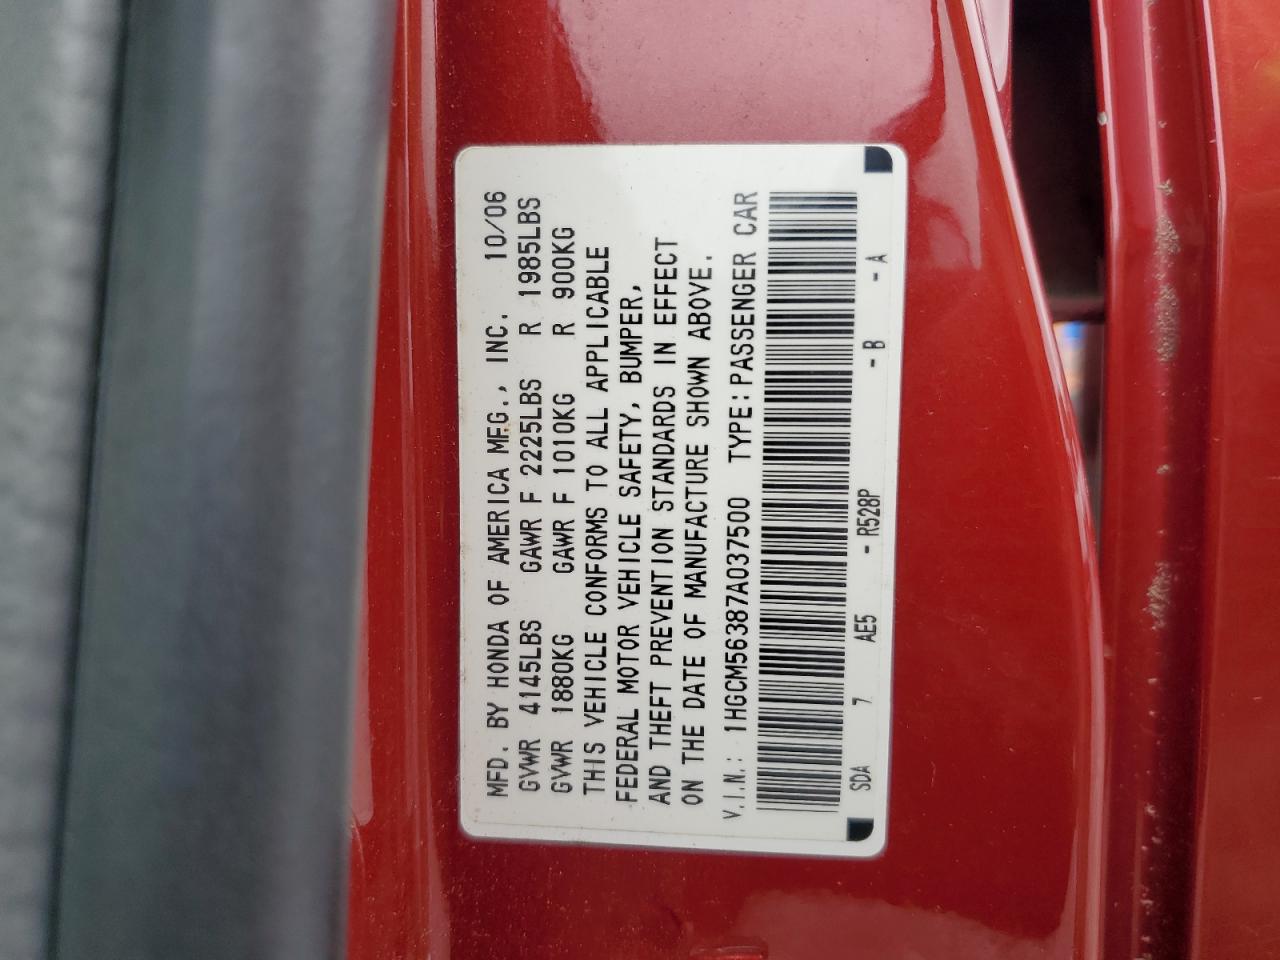 MFD. BY HONDA OF AMERICA MFG., INC. 10/06
GVWR 4145LBS GAWR F 2225LBS R 1985LBS
GVWR 1880KG GAWR F 1010KG R 900KG
THIS VEHICLE CONFORMS TO ALL APPLICABLE
FEDERAL MOTOR VEHICLE SAFETY, BUMPER,
AND THEFT PREVENTION STANDARDS IN EFFECT
ON THE DATE OF MANUFACTURE SHOWN ABOVE.
V.I.N.: 1HGCM56387A037500 TYPE:PASSENGER CAR
SDA 7 AE5 - R528P - B - A